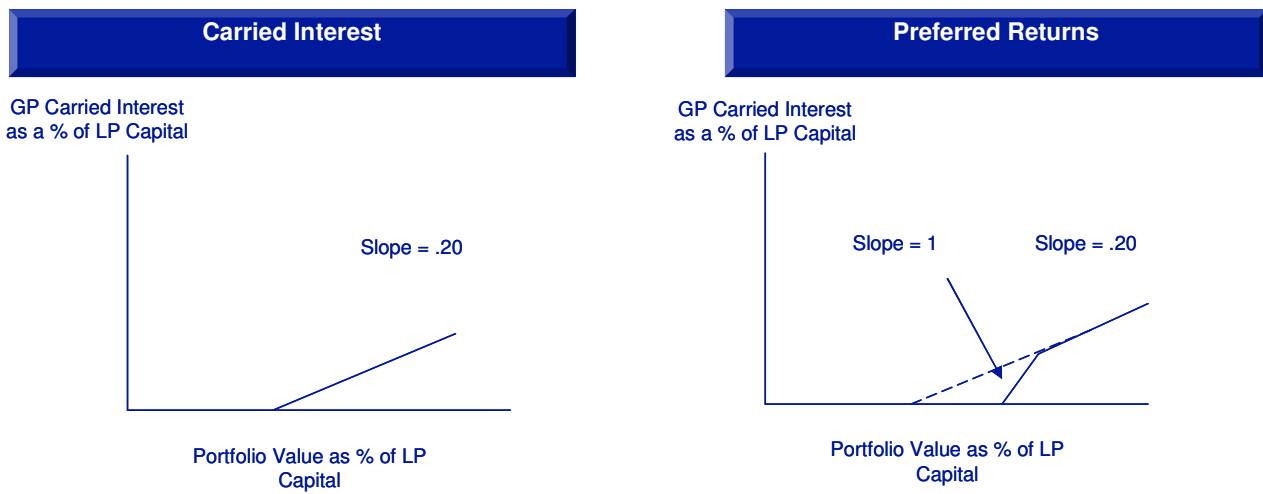 Carried Interest
GP Carried Interest
as a % of LP Capital
Slope = .20
Portfolio Value as % of LP
Capital
Preferred Returns
GP Carried Interest
as a % of LP Capital
Slope = 1
Slope = .20
Portfolio Value as % of LP
Capital